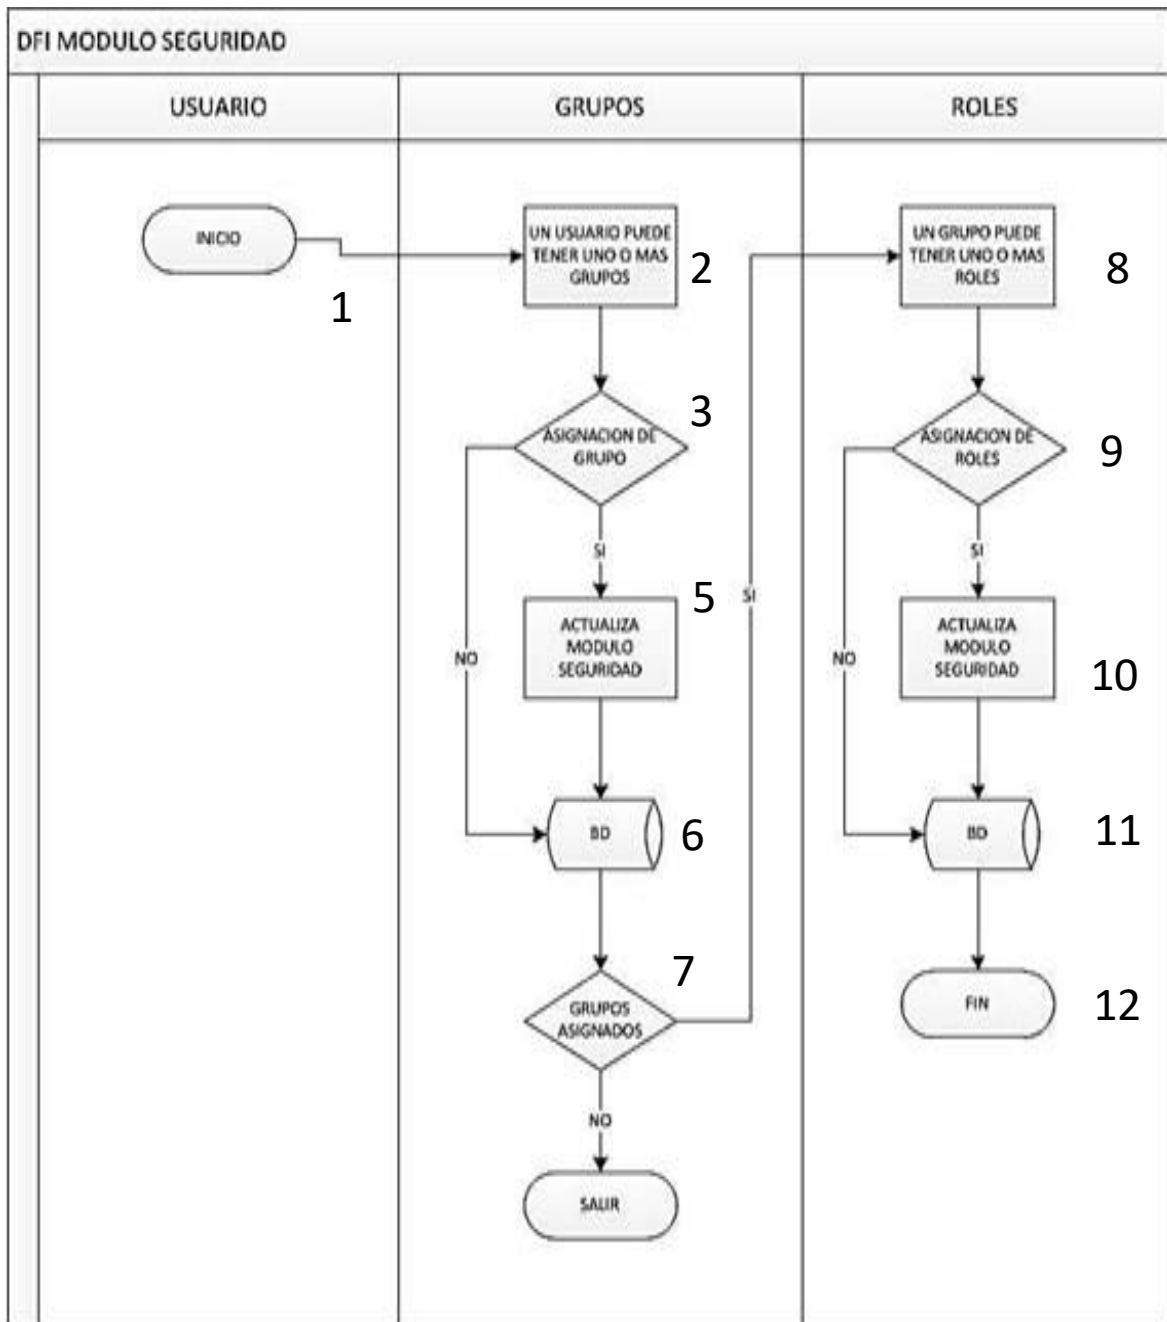 DFI MODULO SEGURIDAD
USUARIO
GRUPOS
ROLES
INICIO
1
UN USUARIO PUEDE
TENER UNO O MAS
GRUPOS
2
UN GRUPO PUEDE
TENER UNO O MAS
ROLES
8
ASIGNACION DE
GRUPO
3
ASIGNACION DE
ROLES
9
SI
SI
ACTUALIZA
MODULO
SEGURIDAD
5
SI
ACTUALIZA
MODULO
SEGURIDAD
10
NO
NO
BD
6
BD
11
GRUPOS
ASIGNADOS
7
FIN
12
NO
SALIR